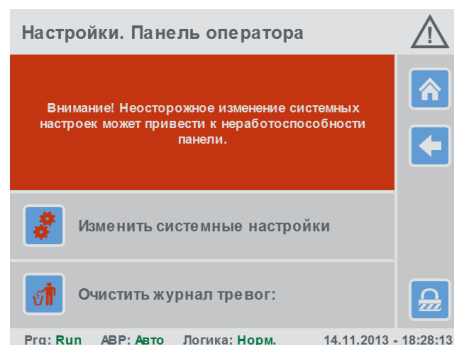 Настройки. Панель оператора
Внимание! Неосторожное изменение системных
настроек может привести к неработоспособности
панели.
Изменить системные настройки
Очистить журнал тревог:
Prg: Run АВР: Авто Логика: Норм. 14.11.2013 - 18:28:13